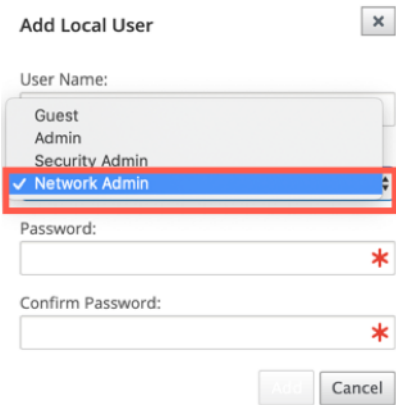 Add Local User
User Name:
Guest
Admin
Security Admin
✓ Network Admin
Password:
*
Confirm Password:
*
Add Cancel